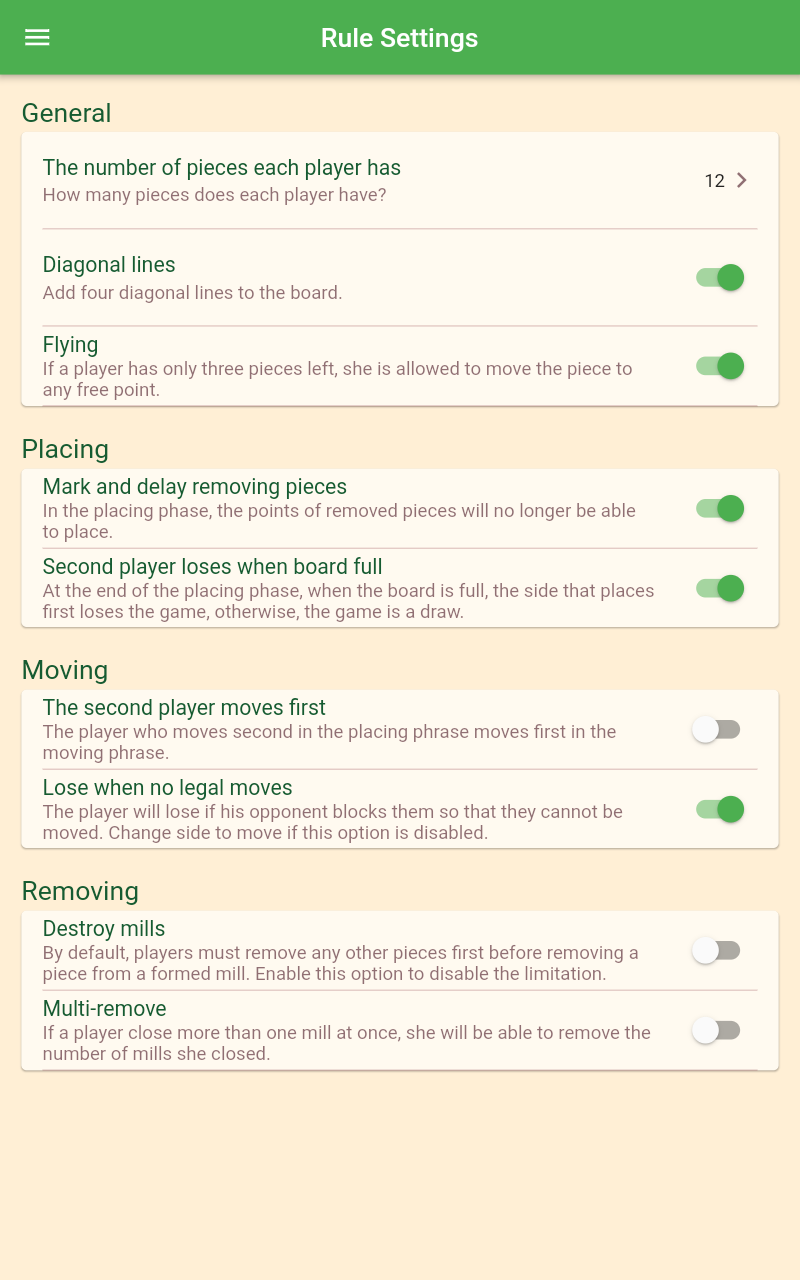 Rule Settings
General
The number of pieces each player has
How many pieces does each player have?
12
Diagonal lines
Add four diagonal lines to the board.
Flying
If a player has only three pieces left, she is allowed to move the piece to
any free point.
Placing
Mark and delay removing pieces
In the placing phase, the points of removed pieces will no longer be able
to place.
Second player loses when board full
At the end of the placing phase, when the board is full, the side that places
first loses the game, otherwise, the game is a draw.
Moving
The second player moves first
The player who moves second in the placing phrase moves first in the
moving phrase.
Lose when no legal moves
The player will lose if his opponent blocks them so that they cannot be
moved. Change side to move if this option is disabled.
Removing
Destroy mills
By default, players must remove any other pieces first before removing a
piece from a formed mill. Enable this option to disable the limitation.
Multi-remove
If a player close more than one mill at once, she will be able to remove the
number of mills she closed.